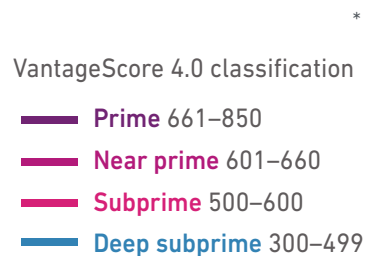 *
VantageScore 4.0 classification
Prime 661–850
Near prime 601–660
Subprime 500–600
Deep subprime 300–499